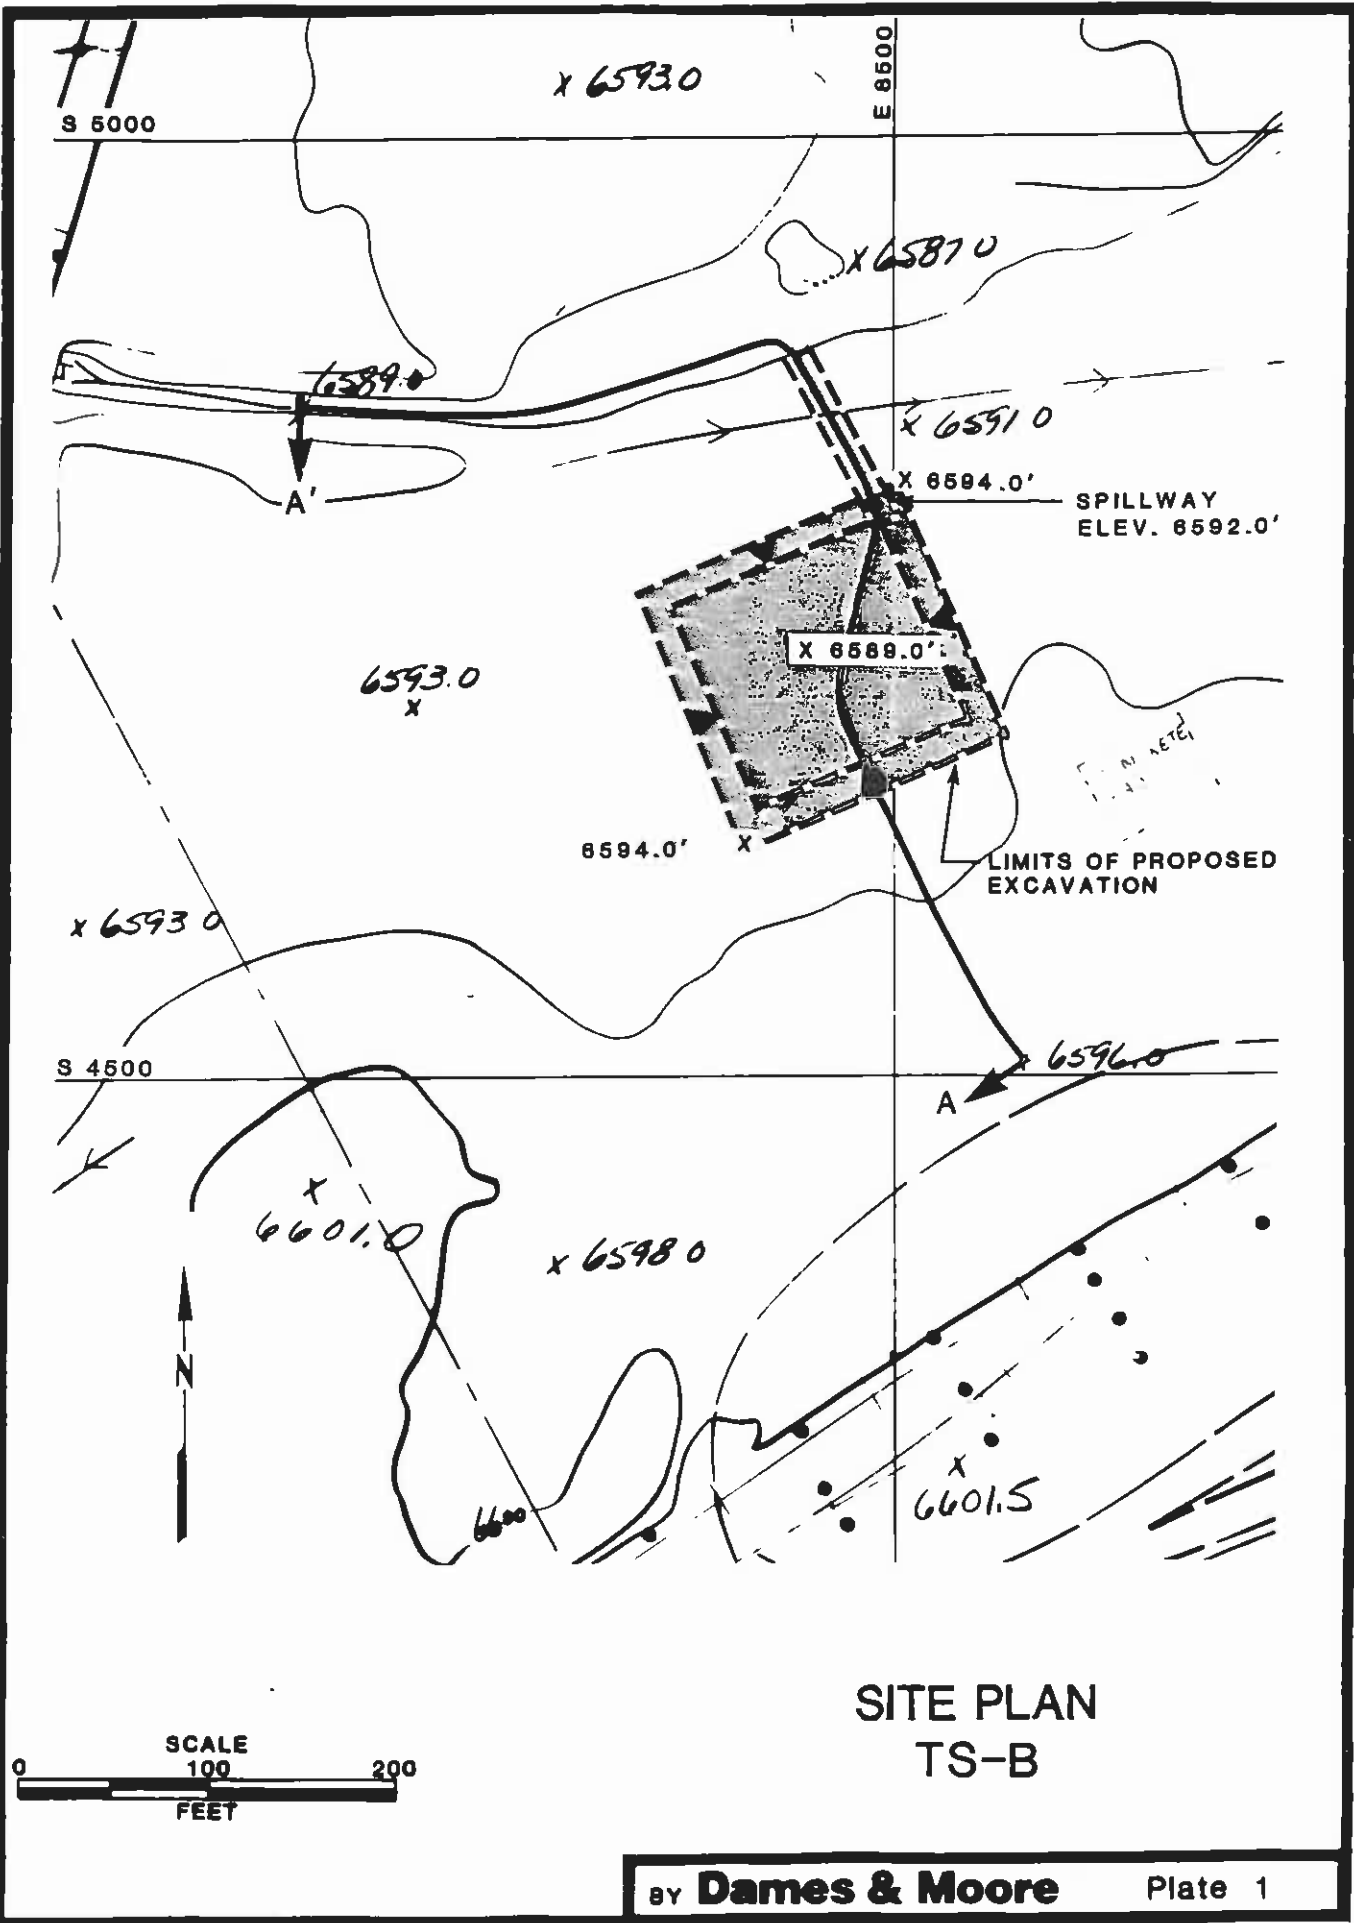 X 6593.0
E 8500
S 5000
X 6587 0
6589.0
X 6591 0
A'
X 6594.0'
SPILLWAY
ELEV. 6592.0'
X 6589.0'
6593.0
X
6594.0' X
LIMITS OF PROPOSED
EXCAVATION
X 6593 0
S 4500
6596.0
A
X
6601.0
X 6598 0
N
6600
X
6601.5
SITE PLAN
TS-B
SCALE
0 100 200
FEET
BY Dames & Moore Plate 1